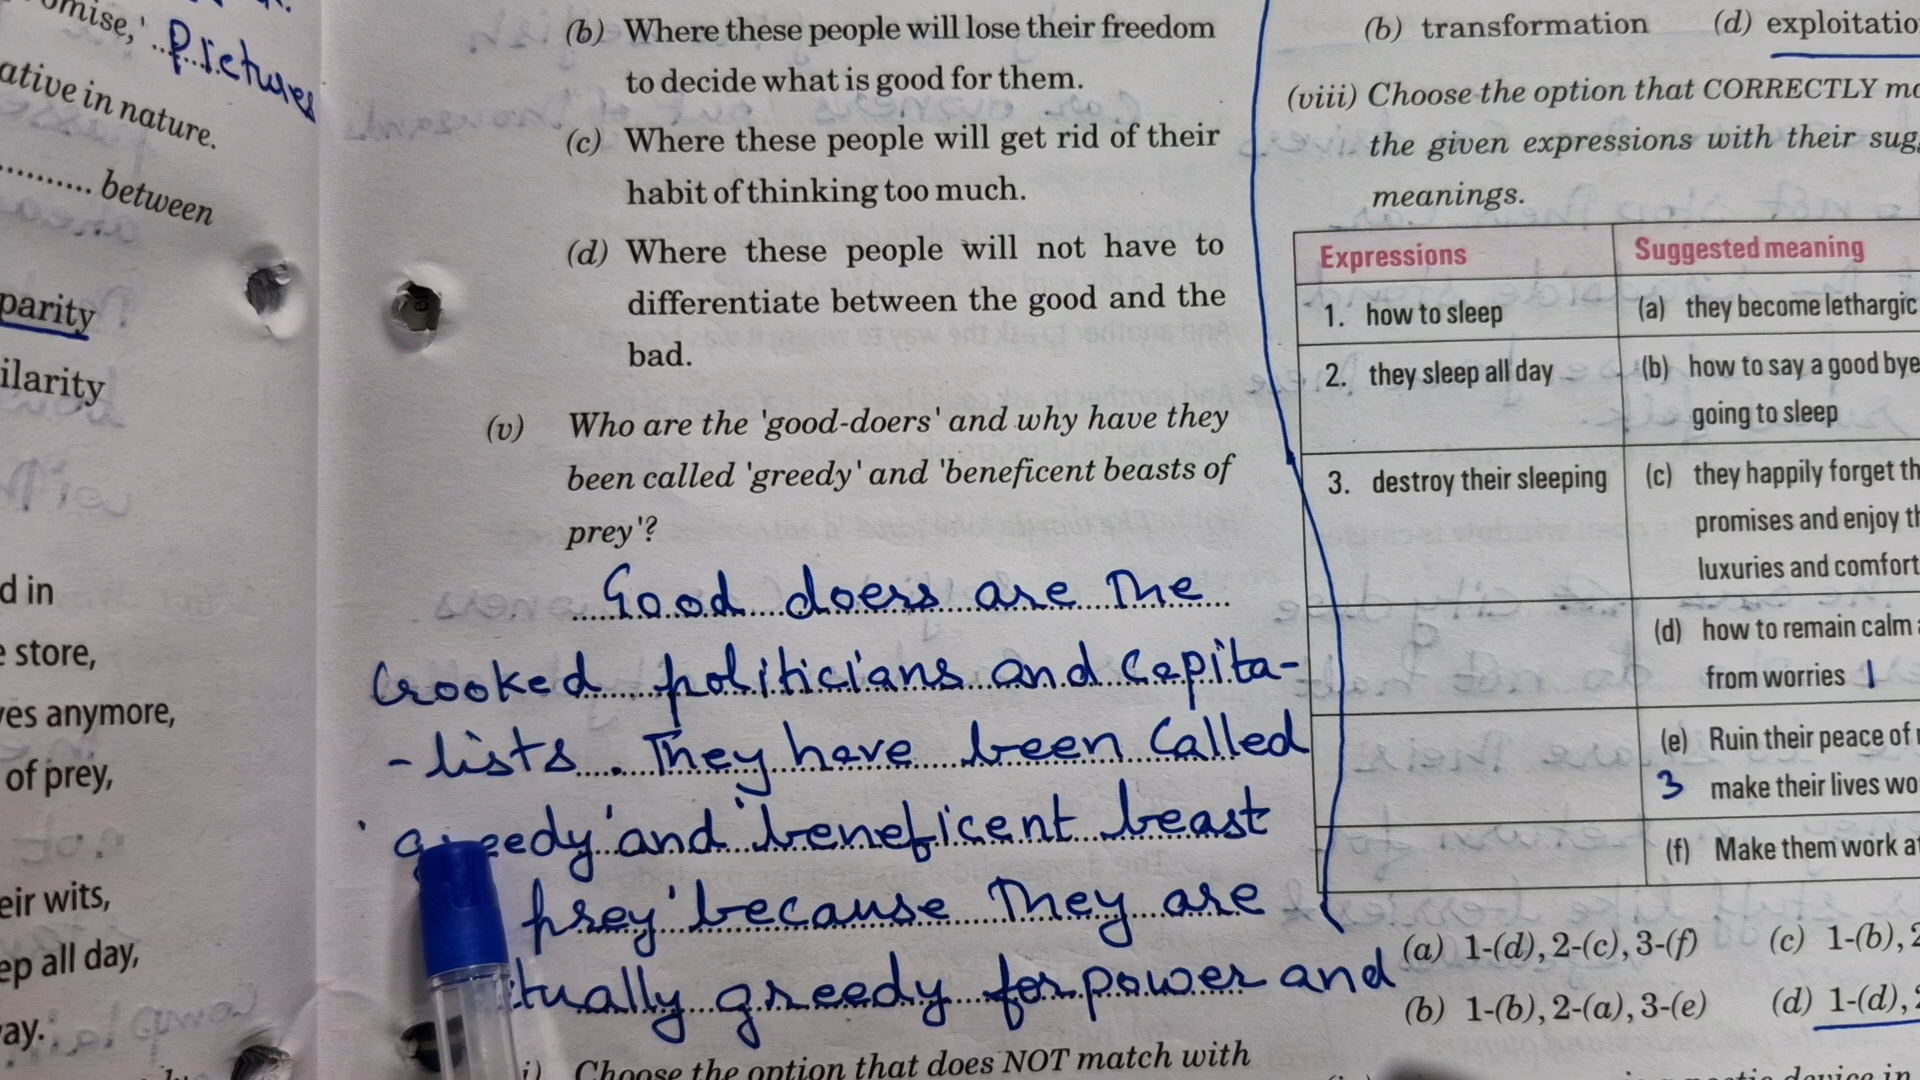 omise,' ... Pictures
ative in nature.
.......... between
parity
ilarity
d in
e store,
es anymore,
of prey,
eir wits,
ep all day,
ay.
(b) Where these people will lose their freedom
to decide what is good for them.
(c) Where these people will get rid of their
habit of thinking too much.
(d) Where these people will not have to
differentiate between the good and the
bad.
(v) Who are the 'good-doers' and why have they
been called 'greedy' and 'beneficent beasts of
prey'?
Good doers are the
Crooked politicians and capita-
-lists. They have been called
'greedy' and 'beneficent beast
prey' because they are
tually greedy for power and
i) Choose the option that does NOT match with
(b) transformation (d) exploitatio
(viii) Choose the option that CORRECTLY ma
the given expressions with their sugg
meanings.
Expressions Suggested meaning
1. how to sleep (a) they become lethargic
2. they sleep all day (b) how to say a good bye
going to sleep
3. destroy their sleeping (c) they happily forget th
promises and enjoy th
luxuries and comfort
(d) how to remain calm
from worries 1
(e) Ruin their peace of
3 make their lives wo
(f) Make them work a
(a) 1-(d), 2-(c), 3-(f) (c) 1-(b), 2
(b) 1-(b), 2-(a), 3-(e) (d) 1-(d), 2